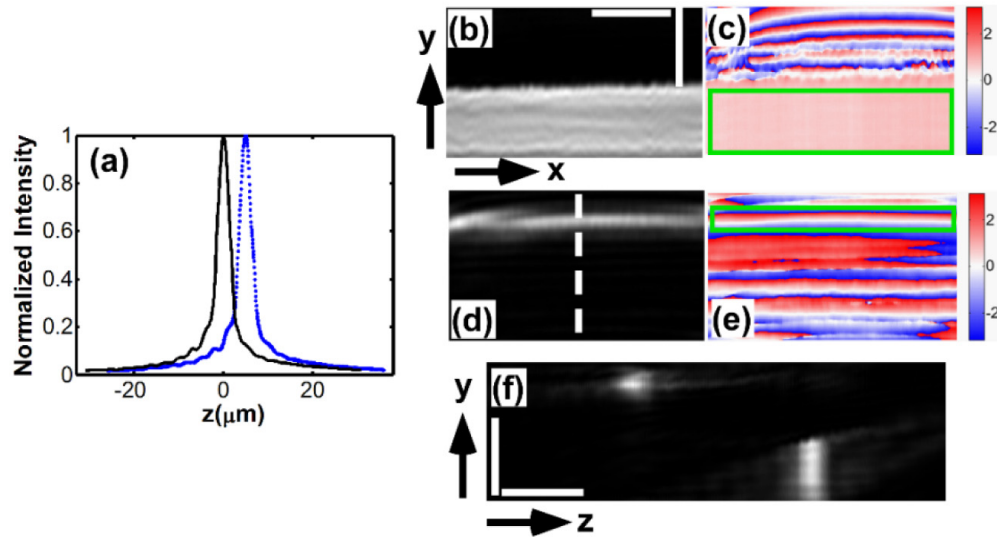 (a)
Normalized Intensity
1
0.8
0.6
0.4
0.2
0
-20
0
20
z(μm)
y
(b)
x
(c)
2
0
-2
(d)
(e)
2
0
-2
y
(f)
z